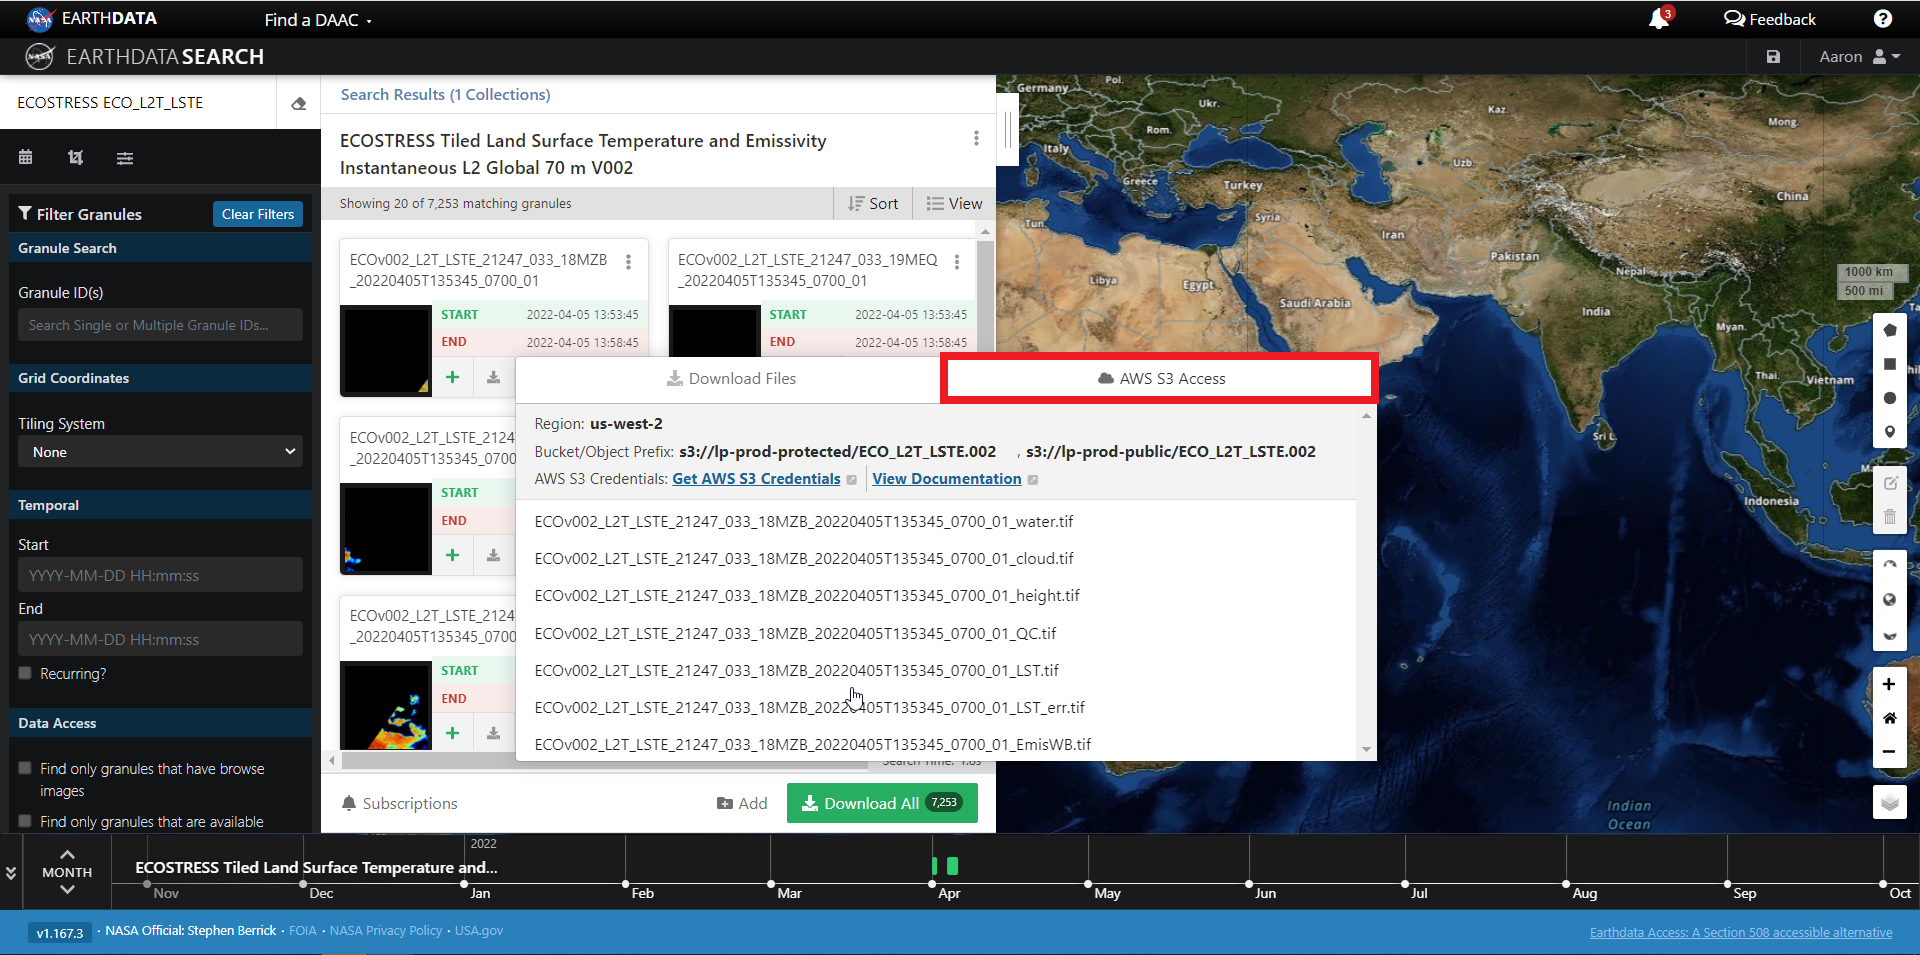 EARTHDATA
Find a DAAC
3
Feedback
?
EARTHDATA SEARCH
Aaron
ECOSTRESS ECO_L2T_LSTE
Filter Granules
Clear Filters
Granule Search
Granule ID(s)
Search Single or Multiple Granule IDs...
Grid Coordinates
Tiling System
None
Temporal
Start
YYYY-MM-DD HH:mm:ss
End
YYYY-MM-DD HH:mm:ss
Recurring?
Data Access
Find only granules that have browse
images
Find only granules that are available
Search Results (1 Collections)
ECOSTRESS Tiled Land Surface Temperature and Emissivity
Instantaneous L2 Global 70 m V002
Showing 20 of 7,253 matching granules
Sort
View
ECOv002_L2T_LSTE_21247_033_18MZB
_20220405T135345_0700_01
START 2022-04-05 13:53:45
END 2022-04-05 13:58:45
ECOv002_L2T_LSTE_21247_033_19MEQ
_20220405T135345_0700_01
START 2022-04-05 13:53:45
END 2022-04-05 13:58:45
ECOv002_L2T_LSTE_2124
_20220405T135345_0700
START
END
ECOv002_L2T_LSTE_2124
_20220405T135345_0700
START
END
Download Files
AWS S3 Access
Region: us-west-2
Bucket/Object Prefix: s3://lp-prod-protected/ECO_L2T_LSTE.002 , s3://lp-prod-public/ECO_L2T_LSTE.002
AWS S3 Credentials: Get AWS S3 Credentials View Documentation
ECOv002_L2T_LSTE_21247_033_18MZB_20220405T135345_0700_01_water.tif
ECOv002_L2T_LSTE_21247_033_18MZB_20220405T135345_0700_01_cloud.tif
ECOv002_L2T_LSTE_21247_033_18MZB_20220405T135345_0700_01_height.tif
ECOv002_L2T_LSTE_21247_033_18MZB_20220405T135345_0700_01_QC.tif
ECOv002_L2T_LSTE_21247_033_18MZB_20220405T135345_0700_01_LST.tif
ECOv002_L2T_LSTE_21247_033_18MZB_20220405T135345_0700_01_LST_err.tif
ECOv002_L2T_LSTE_21247_033_18MZB_20220405T135345_0700_01_EmisWB.tif
Search Time: 1.8s
Subscriptions
Add
Download All 7,253
Germany
Pol.
Ukr.
Kaz.
Mong.
Rom.
Italy
Uzb.
Greece
Turkey
China
Syria
Tun.
Iran
Pakistan
Nepal
Libya
Egypt
Saudi Arabia
India
Myan.
Thai.
Vietnam
Sri L.
Ma
Indonesia
Indian
Ocean
1000 km
500 mi
MONTH
ECOSTRESS Tiled Land Surface Temperature and...
2022
Nov
Dec
Jan
Feb
Mar
Apr
May
Jun
Jul
Aug
Sep
Oct
v1.167.3 · NASA Official: Stephen Berrick · FOIA · NASA Privacy Policy · USA.gov
Earthdata Access: A Section 508 accessible alternative